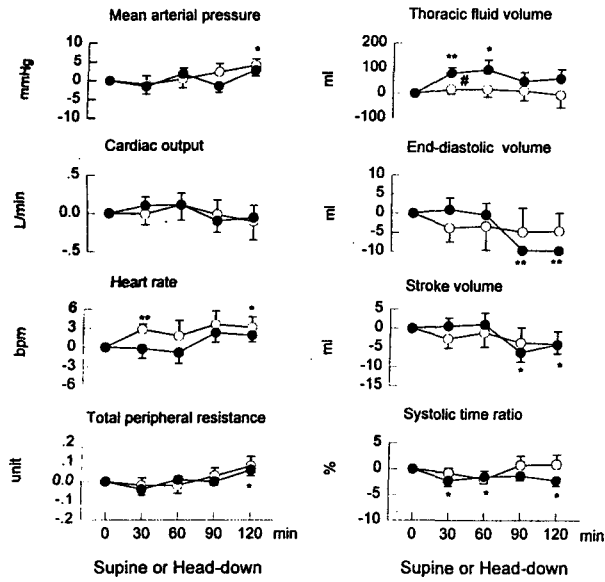 Mean arterial pressure
mmHg
10
5
0
-5
-10
*
Thoracic fluid volume
ml
200
100
0
-100
**
#
*
Cardiac output
L/min
.5
0.0
-.5
End-diastolic volume
ml
10
5
0
-5
-10
**
**
Heart rate
bpm
6
3
0
-3
-6
**
*
Stroke volume
ml
5
0
-5
-10
-15
*
*
Total peripheral resistance
unit
.2
.1
0.0
-.1
-.2
*
0 30 60 90 120 min
Supine or Head-down
Systolic time ratio
%
5
0
-5
-10
*
*
*
0 30 60 90 120 min
Supine or Head-down